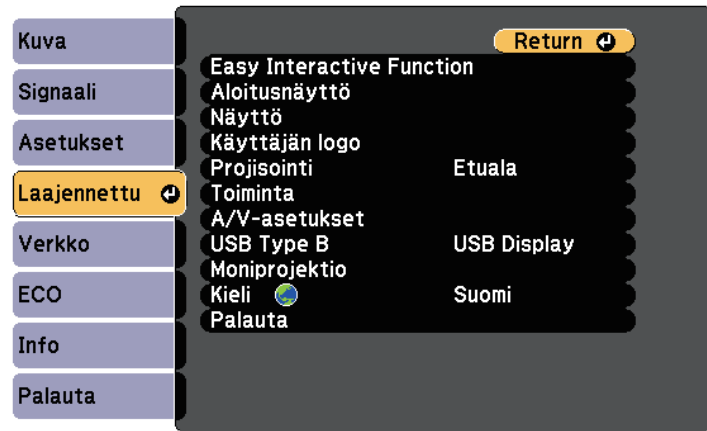 Kuva
Signaali
Asetukset
Laajennettu
Verkko
ECO
Info
Palauta
Return
Easy Interactive Function
Aloitusnäyttö
Näyttö
Käyttäjän logo
Projisointi Etuala
Toiminta
A/V-asetukset
USB Type B USB Display
Moniprojektio
Kieli Suomi
Palauta